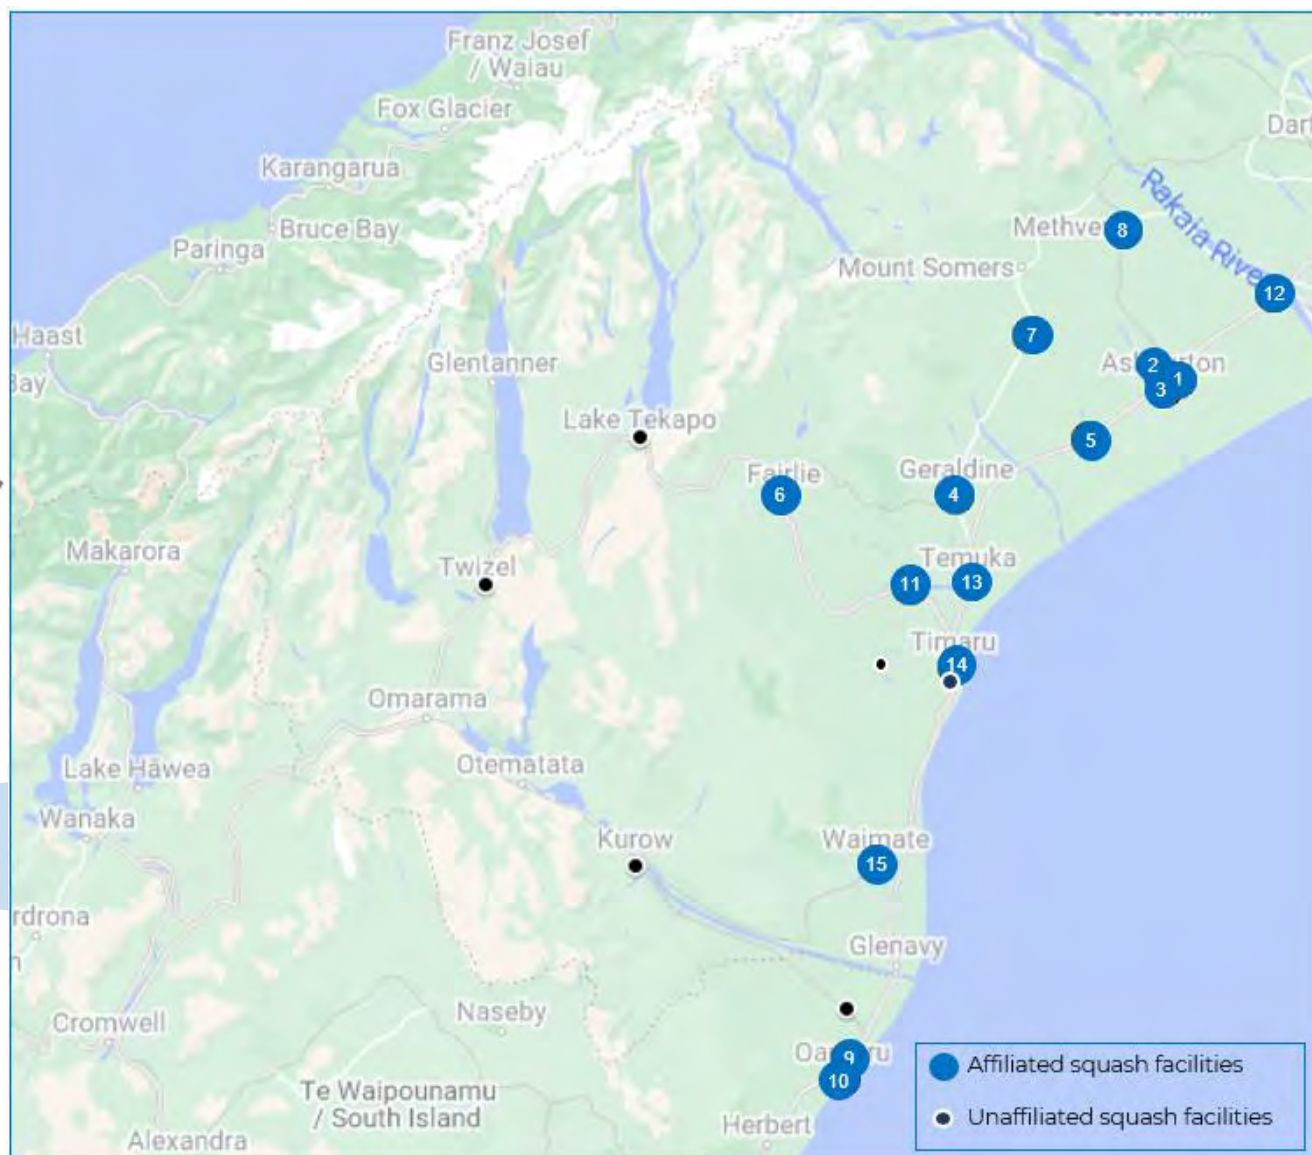 Franz Josef
/ Waiau
Fox Glacier
Karangarua
Bruce Bay
Paringa
Haast
Bay
Glentanner
Lake Tekapo
Makarora
Twizel
Omarama
Lake Hāwea
Otematata
Wanaka
Kurow
rdrona
Cromwell
Naseby
Te Waipounamu
/ South Island
Alexandra
Darf
Rakaia River
Methven
8
Mount Somers
12
7
2
1
3
5
Fairlie
6
Geraldine
4
Temuka
11
13
Timaru
14
Waimate
15
Glenavy
9
10
Herbert
Affiliated squash facilities
Unaffiliated squash facilities